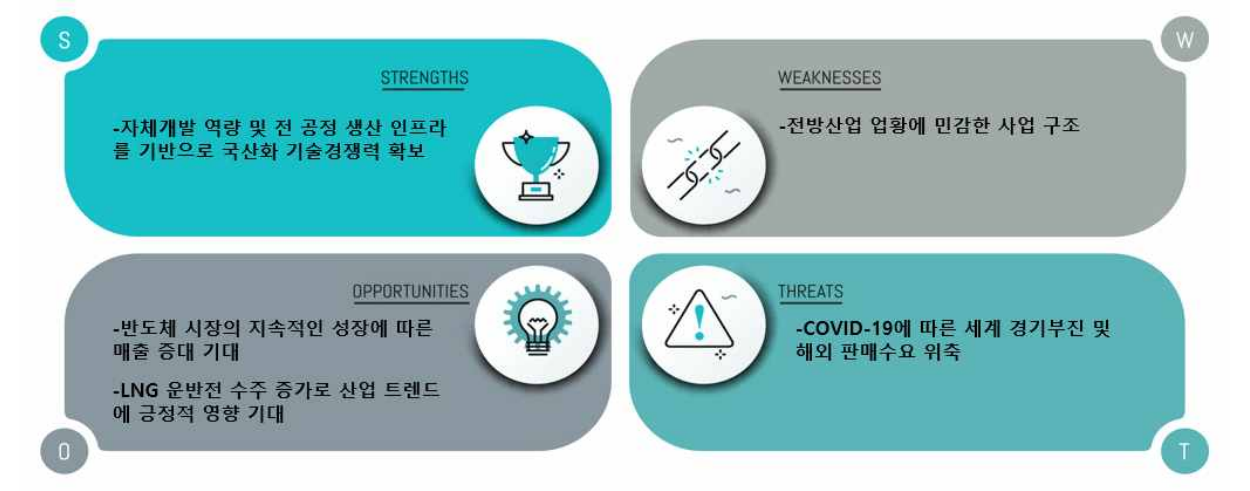 S
STRENGTHS
-자체개발 역량 및 전 공정 생산 인프라
를 기반으로 국산화 기술경쟁력 확보
W
WEAKNESSES
-전방산업 업황에 민감한 사업 구조
OPPORTUNITIES
-반도체 시장의 지속적인 성장에 따른
매출 증대 기대
-LNG 운반전 수주 증가로 산업 트렌드
에 긍정적 영향 기대
O
THREATS
-COVID-19에 따른 세계 경기부진 및
해외 판매수요 위축
T